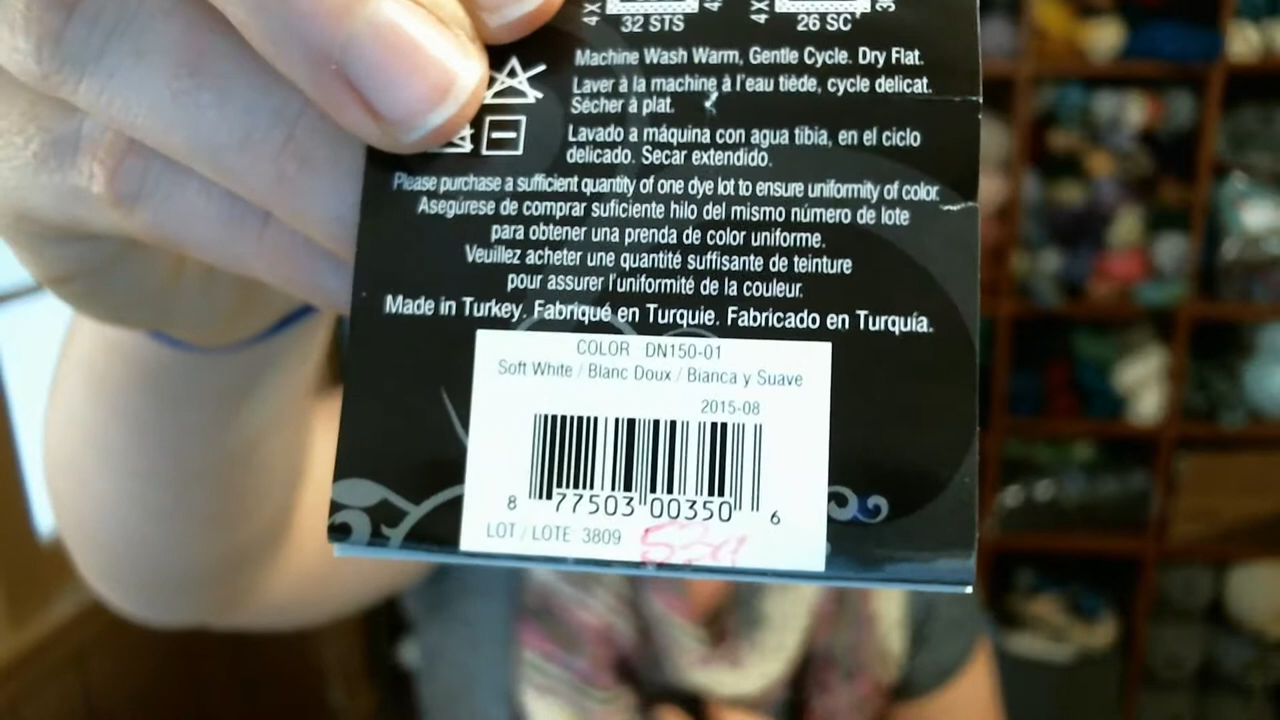 4X
32 STS
4X
26 SC
Machine Wash Warm, Gentle Cycle. Dry Flat.
Laver à la machine à l'eau tiède, cycle delicat.
Sécher à plat.
Lavado a máquina con agua tibia, en el ciclo
delicado. Secar extendido.
Please purchase a sufficient quantity of one dye lot to ensure uniformity of color.
Asegúrese de comprar suficiente hilo del mismo número de lote
para obtener una prenda de color uniforme.
Veuillez acheter une quantité suffisante de teinture
pour assurer l'uniformité de la couleur.
Made in Turkey. Fabriqué en Turquie. Fabricado en Turquía.
COLOR DN150-01
Soft White / Blanc Doux / Bianca y Suave
2015-08
8 77503 00350 6
LOT / LOTE 3809